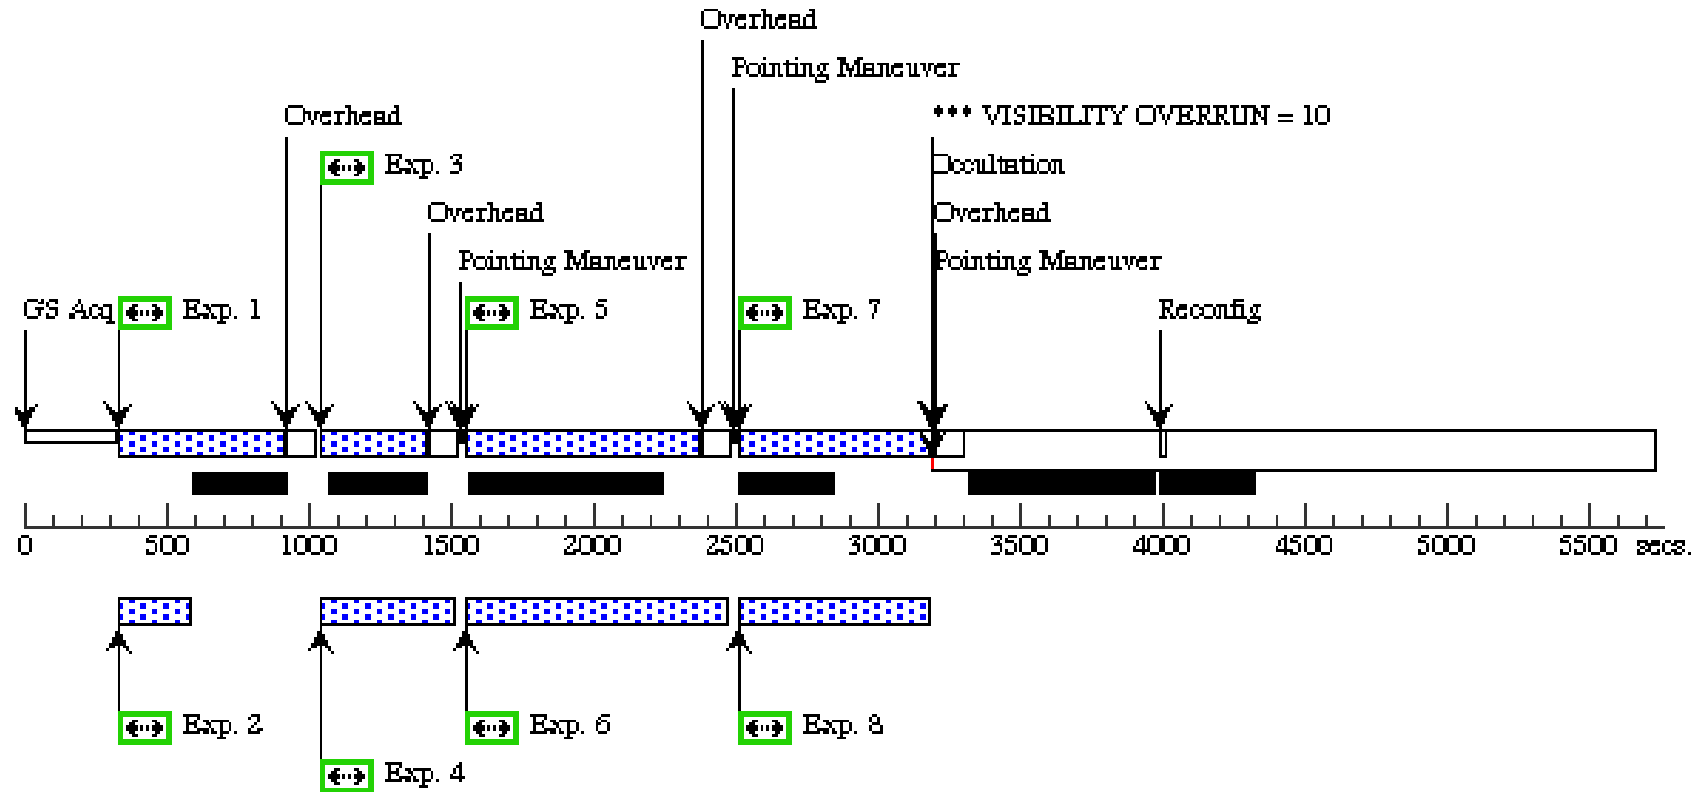 Overhead
Pointing Maneuver
Overhead
*** VISIBILITY OVERRUN = 10
Exp. 3
Occultation
Overhead
Overhead
Pointing Maneuver
Pointing Maneuver
GS Acq Exp. 1 Exp. 5 Exp. 7 Reconfig
0 500 1000 1500 2000 2500 3000 3500 4000 4500 5000 5500 secs.
Exp. 2 Exp. 6 Exp. 8
Exp. 4